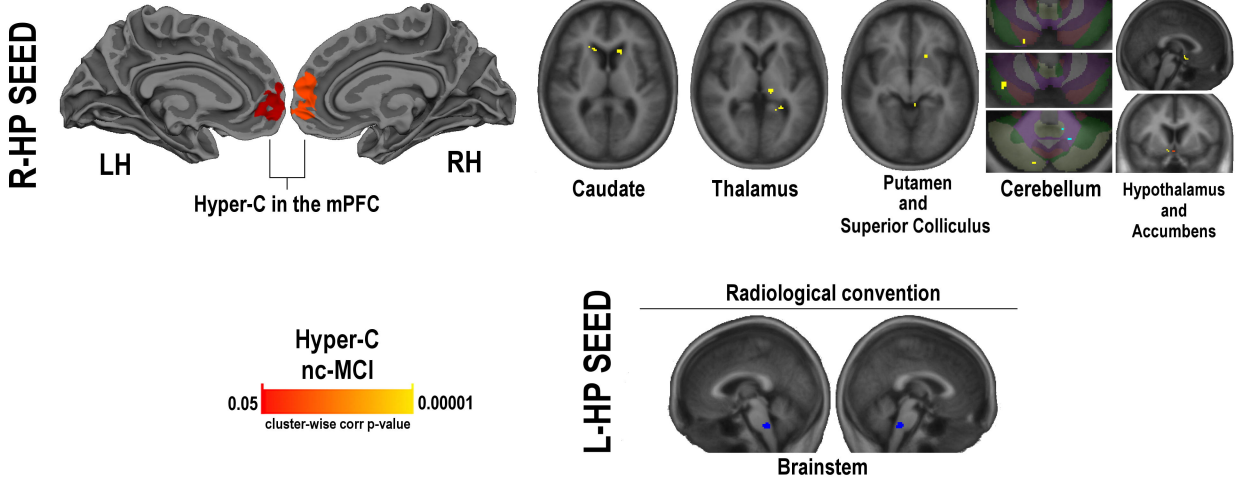 R-HP SEED
LH
RH
Hyper-C in the mPFC
Caudate
Thalamus
Putamen
and
Superior Colliculus
Cerebellum
Hypothalamus
and
Accumbens
Hyper-C
nc-MCI
0.05
0.00001
cluster-wise corr p-value
L-HP SEED
Radiological convention
Brainstem